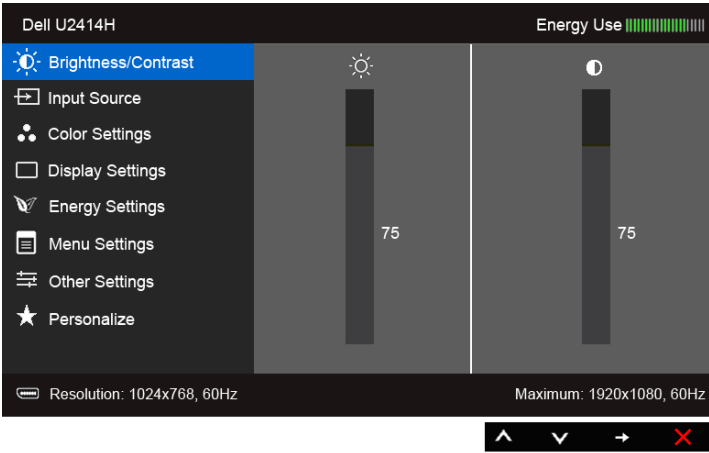 Dell U2414H
Energy Use
Brightness/Contrast
Input Source
Color Settings
Display Settings
Energy Settings
Menu Settings
Other Settings
Personalize
75
75
Resolution: 1024x768, 60Hz
Maximum: 1920x1080, 60Hz